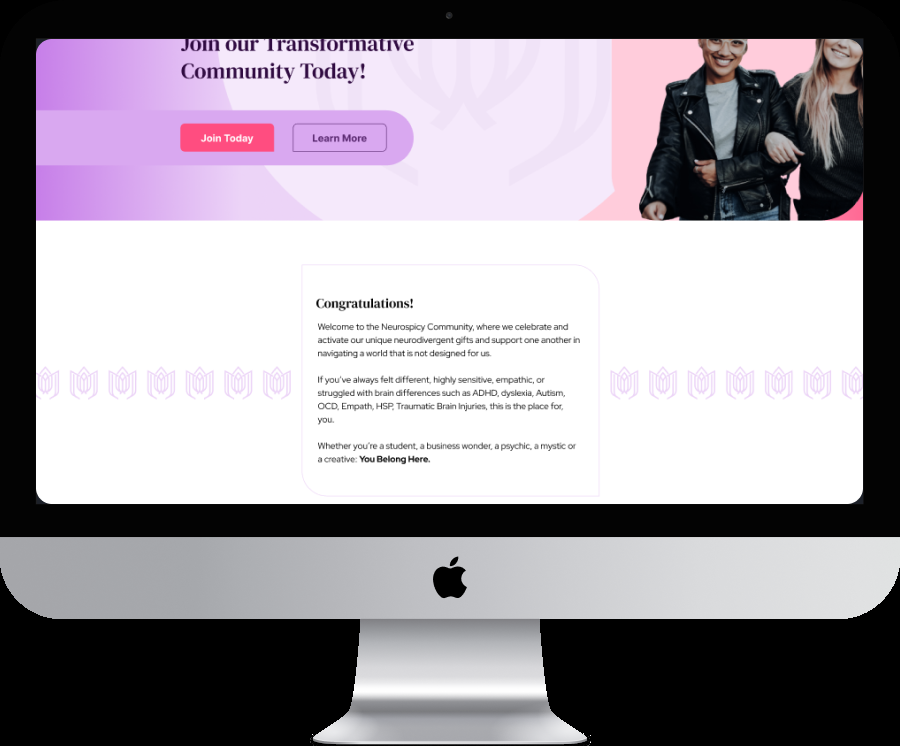 Join our Transformative
Community Today!
Join Today
Learn More
Congratulations!
Welcome to the Neurospicy Community, where we celebrate and
activate our unique neurodivergent gifts and support one another in
navigating a world that is not designed for us.
If you've always felt different, highly sensitive, empathic, or
struggled with brain differences such as ADHD, dyslexia, Autism,
OCD, Empath, HSP, Traumatic Brain Injuries, this is the place for,
you.
Whether you're a student, a business wonder, a psychic, a mystic or
a creative: You Belong Here.